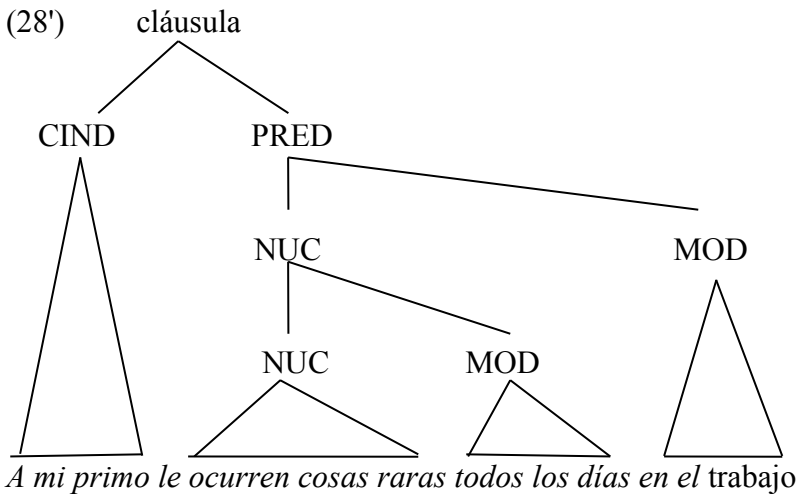 (28') cláusula
CIND PRED
NUC MOD
NUC MOD
A mi primo le ocurren cosas raras todos los días en el trabajo